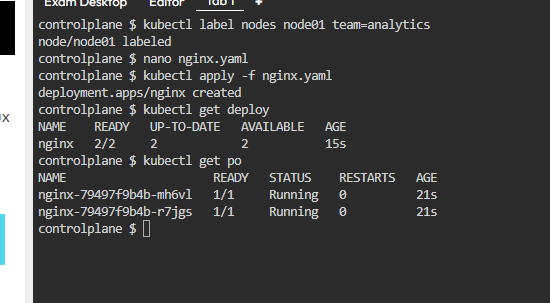 Exam Desktop Editor Tab 1 +
controlplane $ kubectl label nodes node01 team=analytics
node/node01 labeled
controlplane $ nano nginx.yaml
controlplane $ kubectl apply -f nginx.yaml
deployment.apps/nginx created
controlplane $ kubectl get deploy
NAME READY UP-TO-DATE AVAILABLE AGE
nginx 2/2 2 2 15s
controlplane $ kubectl get po
NAME READY STATUS RESTARTS AGE
nginx-79497f9b4b-mh6vl 1/1 Running 0 21s
nginx-79497f9b4b-r7jgs 1/1 Running 0 21s
controlplane $